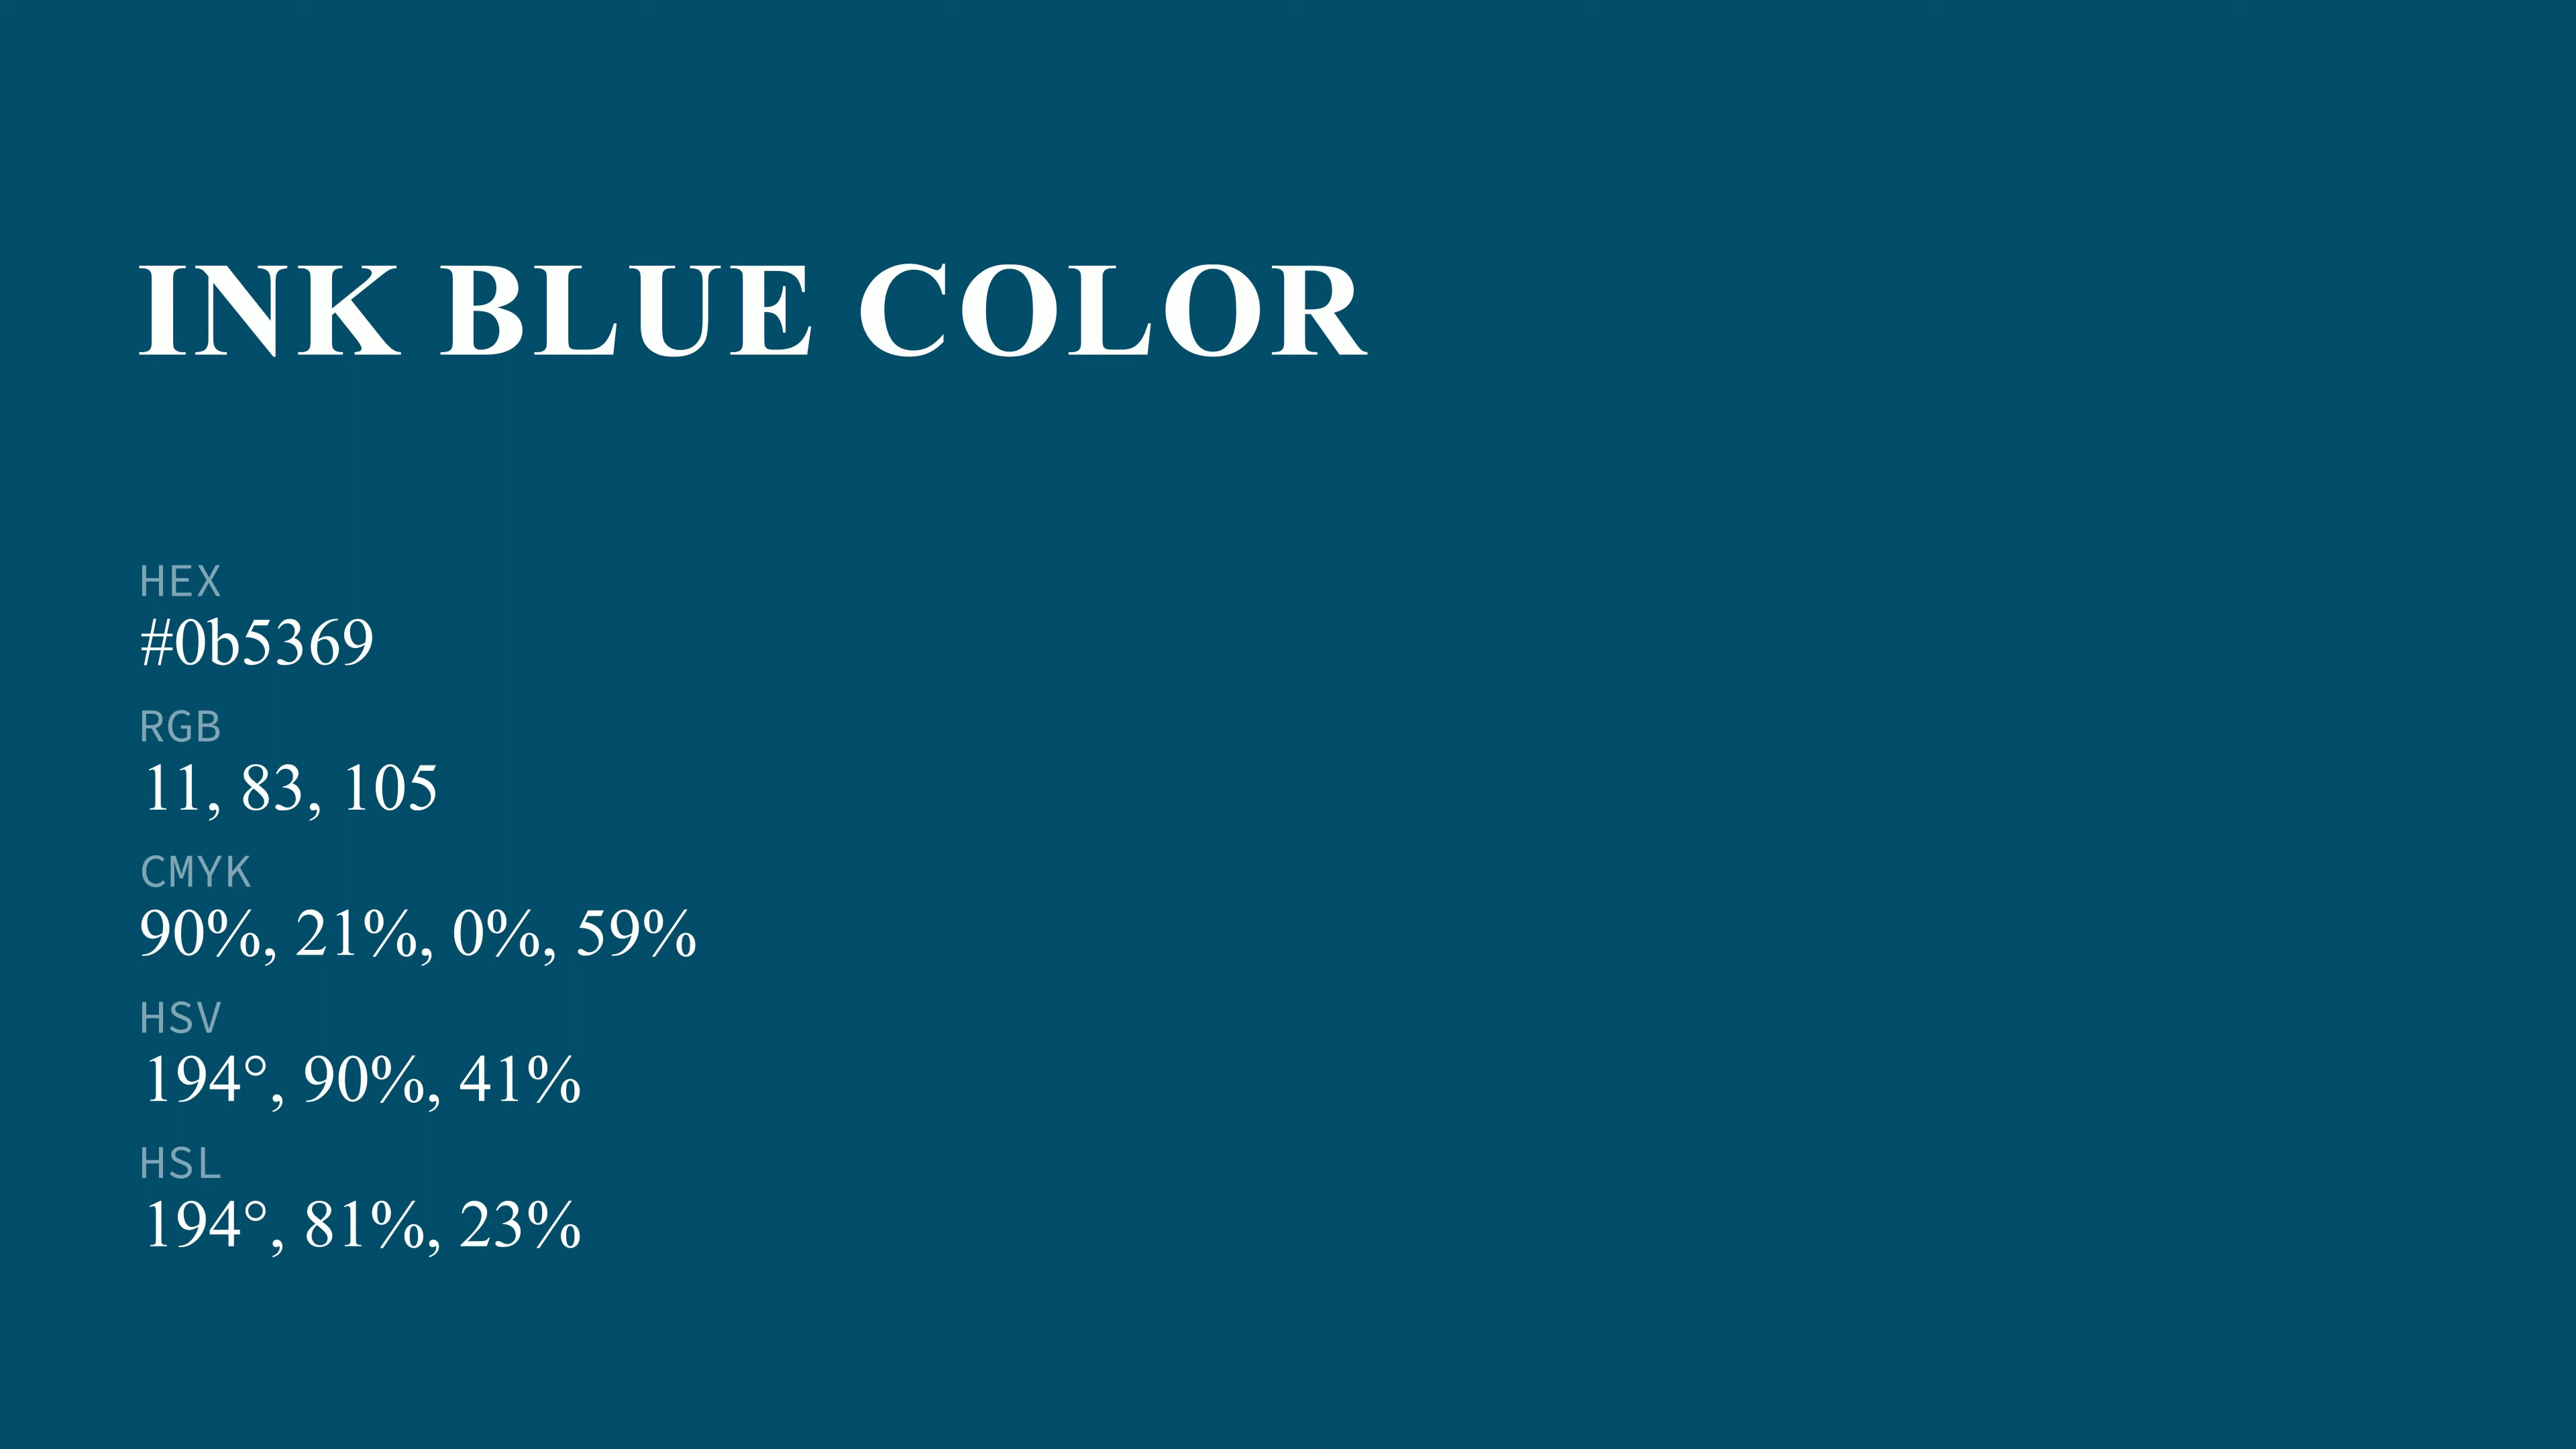 INK BLUE COLOR
HEX
#0b5369
RGB
11, 83, 105
CMYK
90%, 21%, 0%, 59%
HSV
194°, 90%, 41%
HSL
194°, 81%, 23%